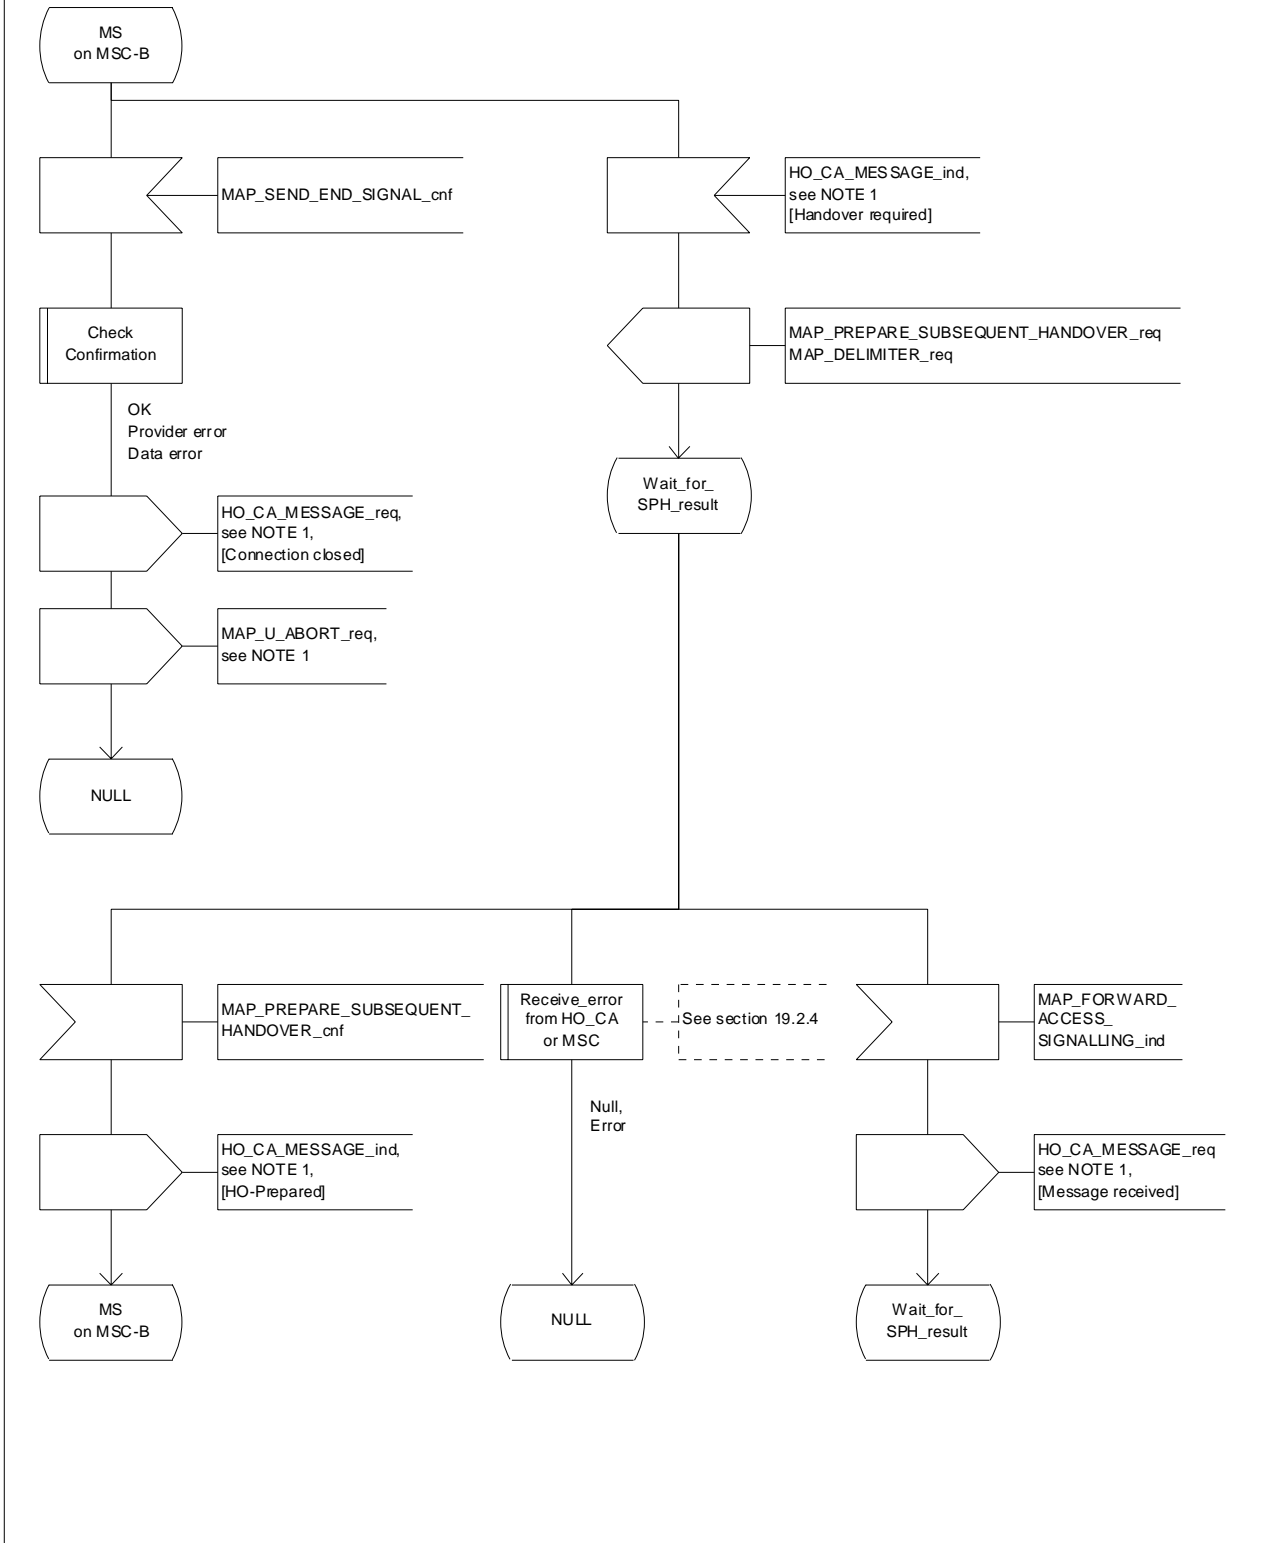 MS
on MSC-B
MAP_SEND_END_SIGNAL_cnf
HO_CA_MESSAGE_ind,
see NOTE 1
[Handover required]
Check
Confirmation
MAP_PREPARE_SUBSEQUENT_HANDOVER_req
MAP_DELIMITER_req
OK
Provider error
Data error
Wait_for_
SPH_result
HO_CA_MESSAGE_req,
see NOTE 1,
[Connection closed]
MAP_U_ABORT_req,
see NOTE 1
NULL
MAP_PREPARE_SUBSEQUENT_
HANDOVER_cnf
Receive_error
from HO_CA
or MSC
See section 19.2.4
MAP_FORWARD_
ACCESS_
SIGNALLING_ind
Null,
Error
HO_CA_MESSAGE_ind,
see NOTE 1,
[HO-Prepared]
HO_CA_MESSAGE_req
see NOTE 1,
[Message received]
MS
on MSC-B
NULL
Wait_for_
SPH_result